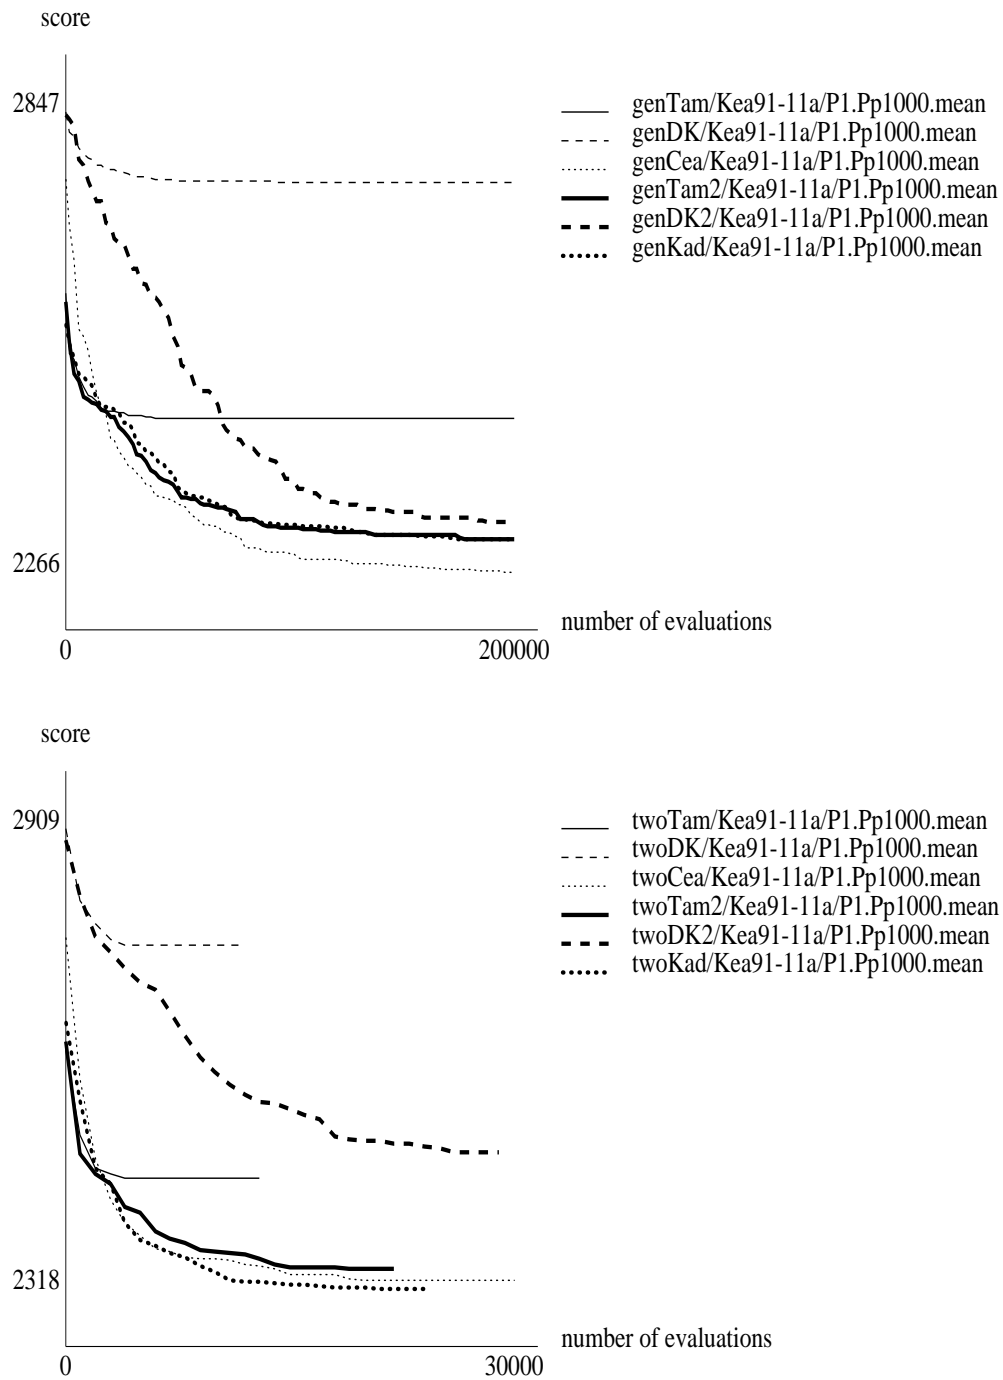 score
2847
genTam/Kea91-11a/P1.Pp1000.mean
genDK/Kea91-11a/P1.Pp1000.mean
genCea/Kea91-11a/P1.Pp1000.mean
genTam2/Kea91-11a/P1.Pp1000.mean
genDK2/Kea91-11a/P1.Pp1000.mean
genKad/Kea91-11a/P1.Pp1000.mean
2266
number of evaluations
0
200000
score
2909
twoTam/Kea91-11a/P1.Pp1000.mean
twoDK/Kea91-11a/P1.Pp1000.mean
twoCea/Kea91-11a/P1.Pp1000.mean
twoTam2/Kea91-11a/P1.Pp1000.mean
twoDK2/Kea91-11a/P1.Pp1000.mean
twoKad/Kea91-11a/P1.Pp1000.mean
2318
number of evaluations
0
30000